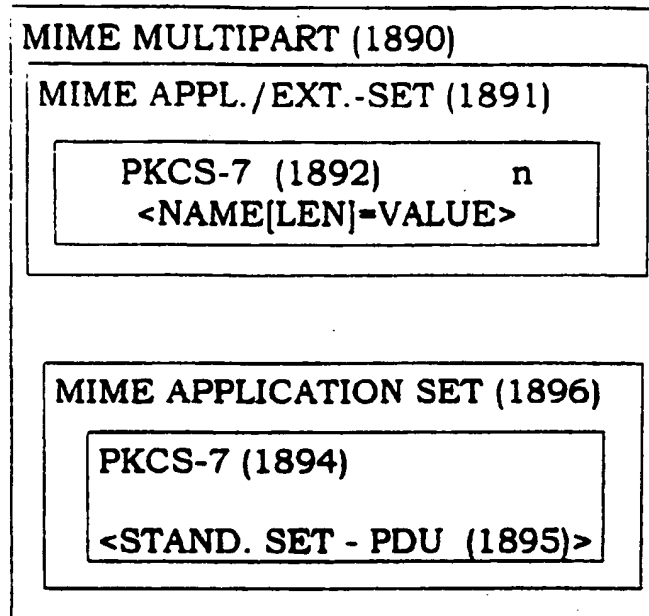 MIME MULTIPART (1890)
MIME APPL./EXT.-SET (1891)
PKCS-7 (1892) n
<NAME[LEN]=VALUE>
MIME APPLICATION SET (1896)
PKCS-7 (1894)
<STAND. SET - PDU (1895)>